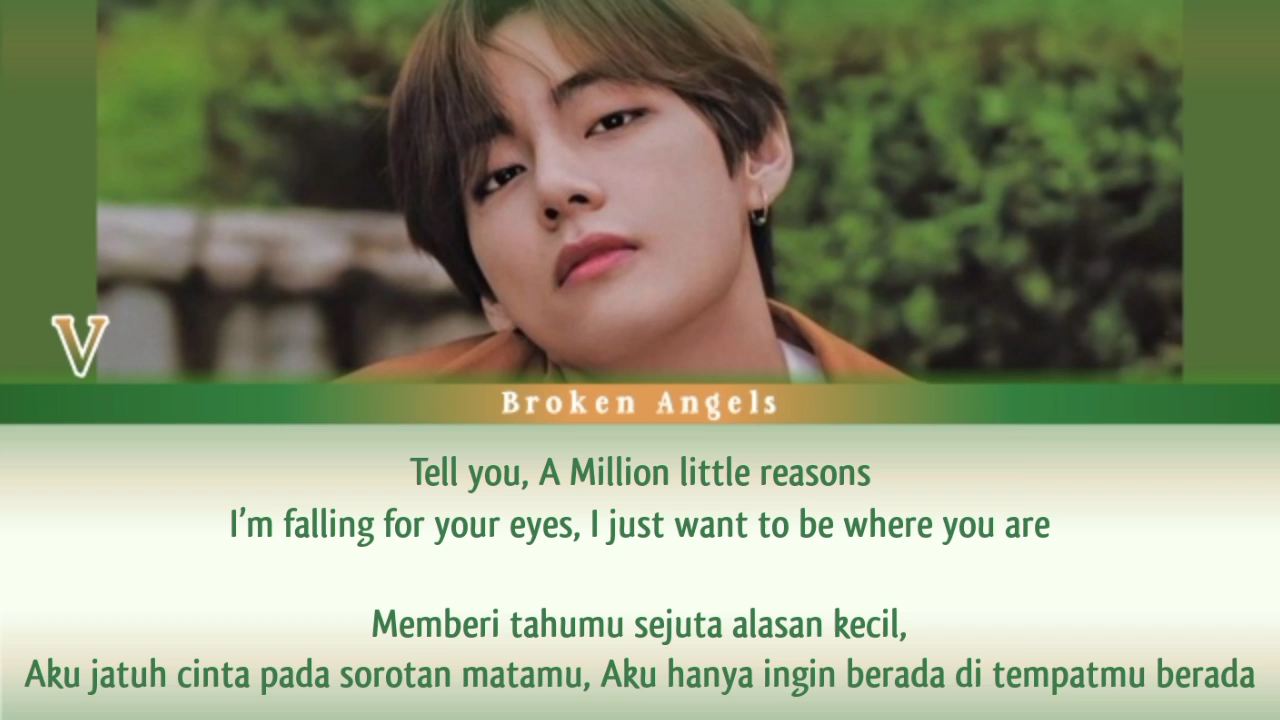 V
Broken Angels
Tell you, A Million little reasons
I'm falling for your eyes, I just want to be where you are
Memberi tahumu sejuta alasan kecil,
Aku jatuh cinta pada sorotan matamu, Aku hanya ingin berada di tempatmu berada